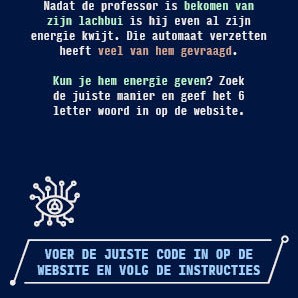 Nadat de professor is bekomen van
zijn lachbui is hij even al zijn
energie kwijt. Die automaat verzetten
heeft veel van hem gevraagd.
Kun je hem energie geven? Zoek
de juiste manier en geef het 6
letter woord in op de website.
VOER DE JUISTE CODE IN OP DE
WEBSITE EN VOLG DE INSTRUCTIES